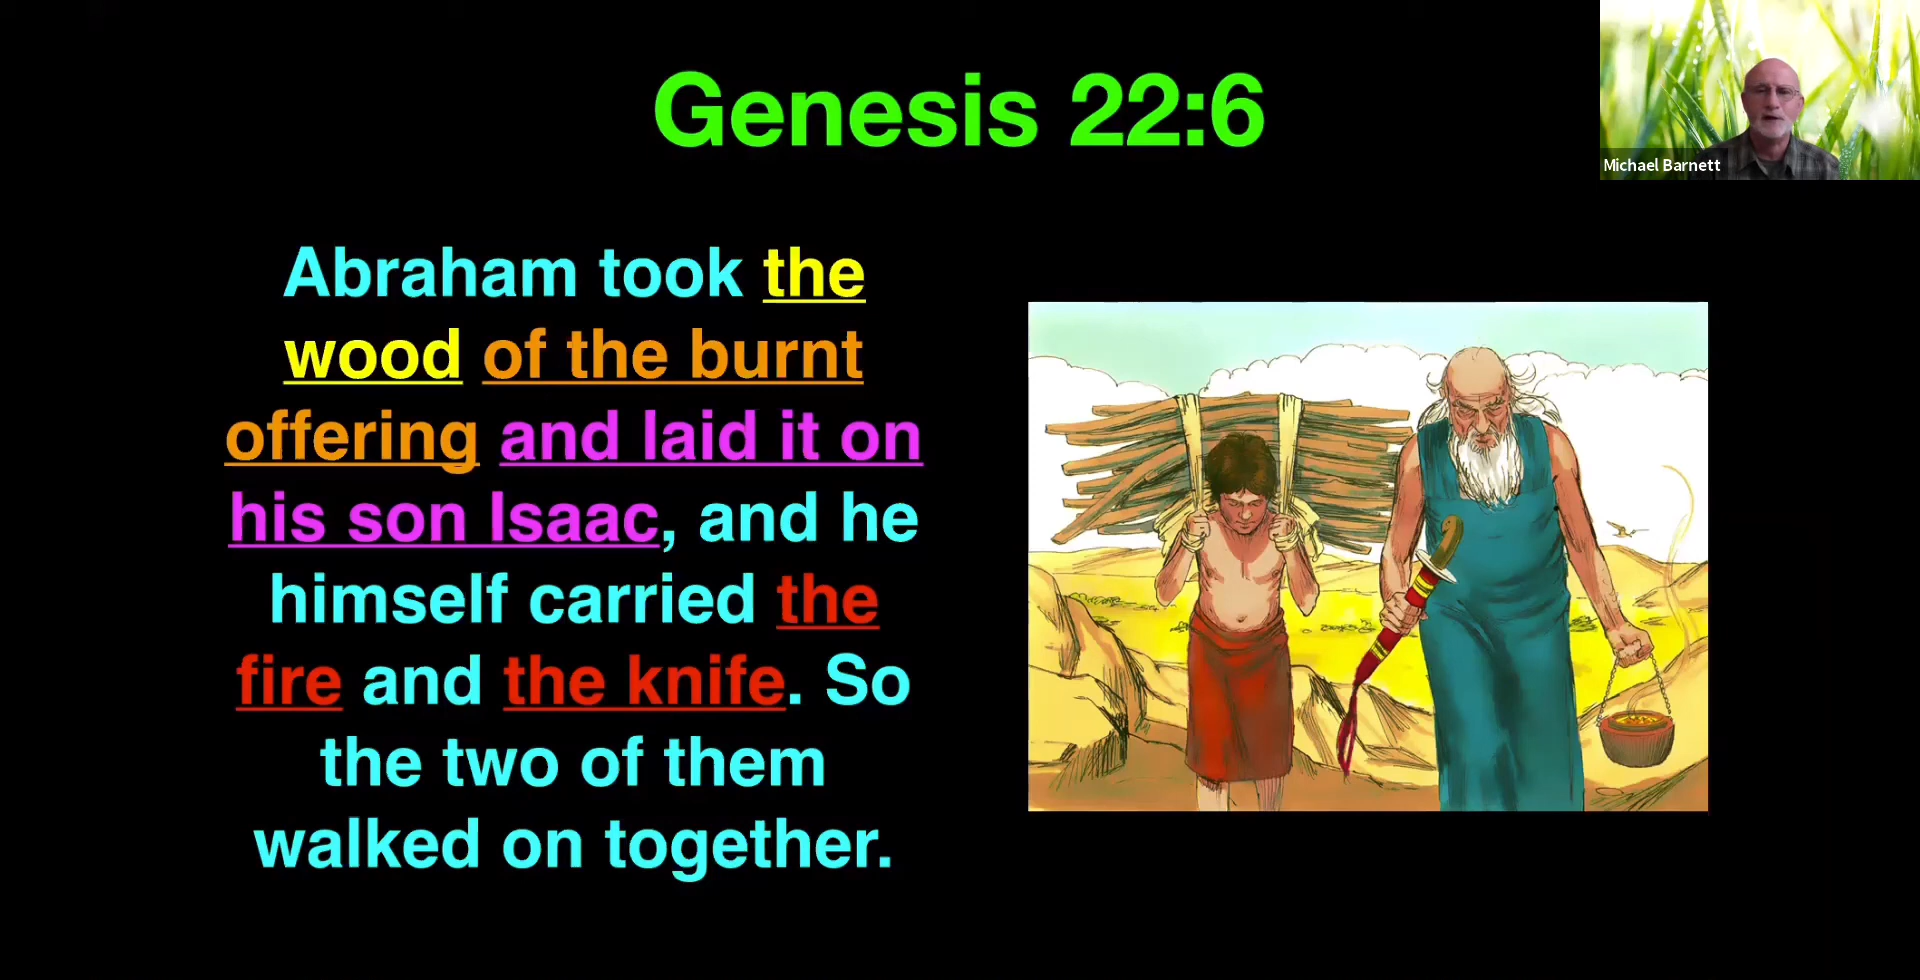 Genesis 22:6
Michael Barnett
Abraham took the
wood of the burnt
offering and laid it on
his son Isaac, and he
himself carried the
fire and the knife. So
the two of them
walked on together.